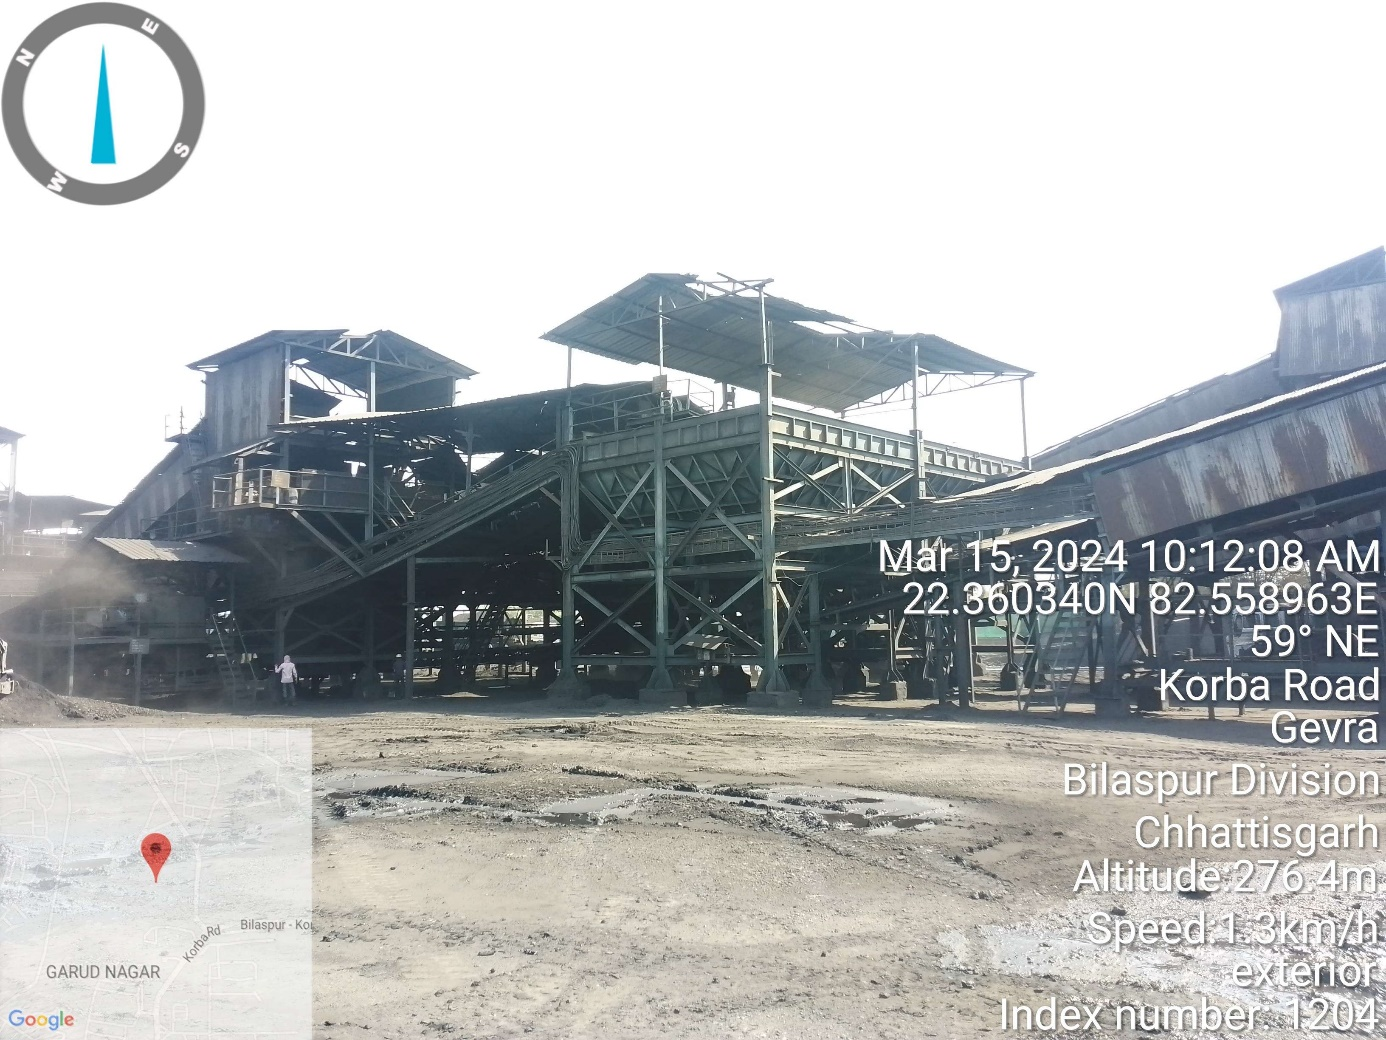 N
E
S
W
Mar 15, 2024 10:12:08 AM
22.360340N 82.558963E
59° NE
Korba Road
Gevra
Bilaspur Division
Chhattisgarh
Altitude:276.4m
Speed:1.3km/h
exterior
Index number: 1204
Korba Rd
Bilaspur - Kor
GARUD NAGAR
Google